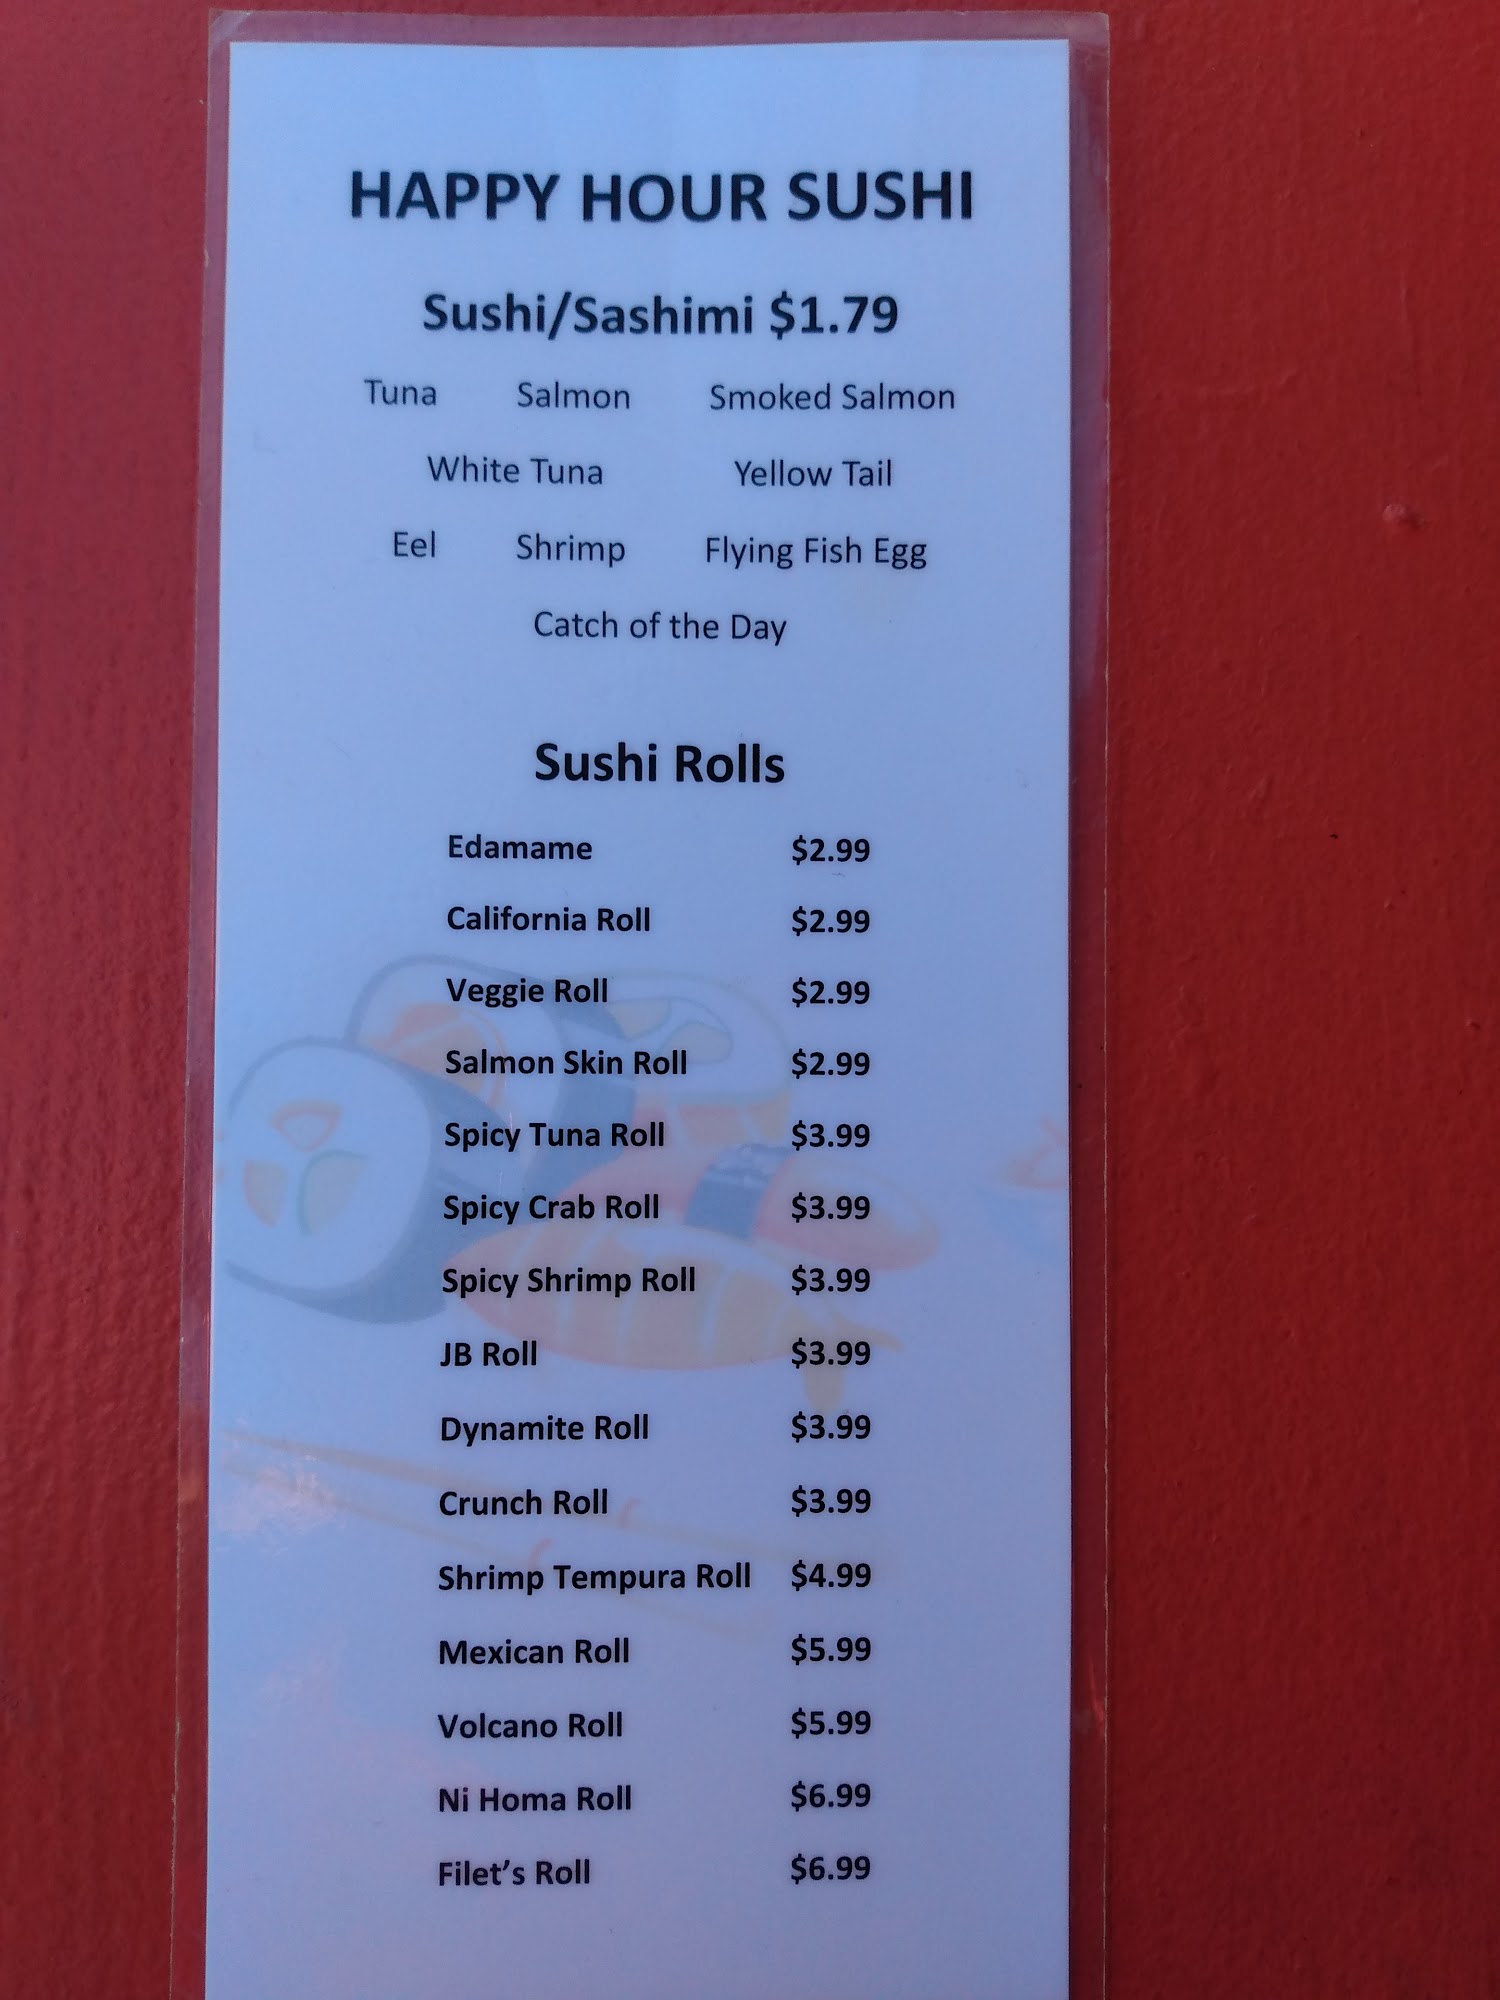 HAPPY HOUR SUSHI
Sushi/Sashimi $1.79
Tuna Salmon Smoked Salmon
White Tuna Yellow Tail
Eel Shrimp Flying Fish Egg
Catch of the Day
Sushi Rolls
Edamame $2.99
California Roll $2.99
Veggie Roll $2.99
Salmon Skin Roll $2.99
Spicy Tuna Roll $3.99
Spicy Crab Roll $3.99
Spicy Shrimp Roll $3.99
JB Roll $3.99
Dynamite Roll $3.99
Crunch Roll $3.99
Shrimp Tempura Roll $4.99
Mexican Roll $5.99
Volcano Roll $5.99
Ni Homa Roll $6.99
Filet’s Roll $6.99